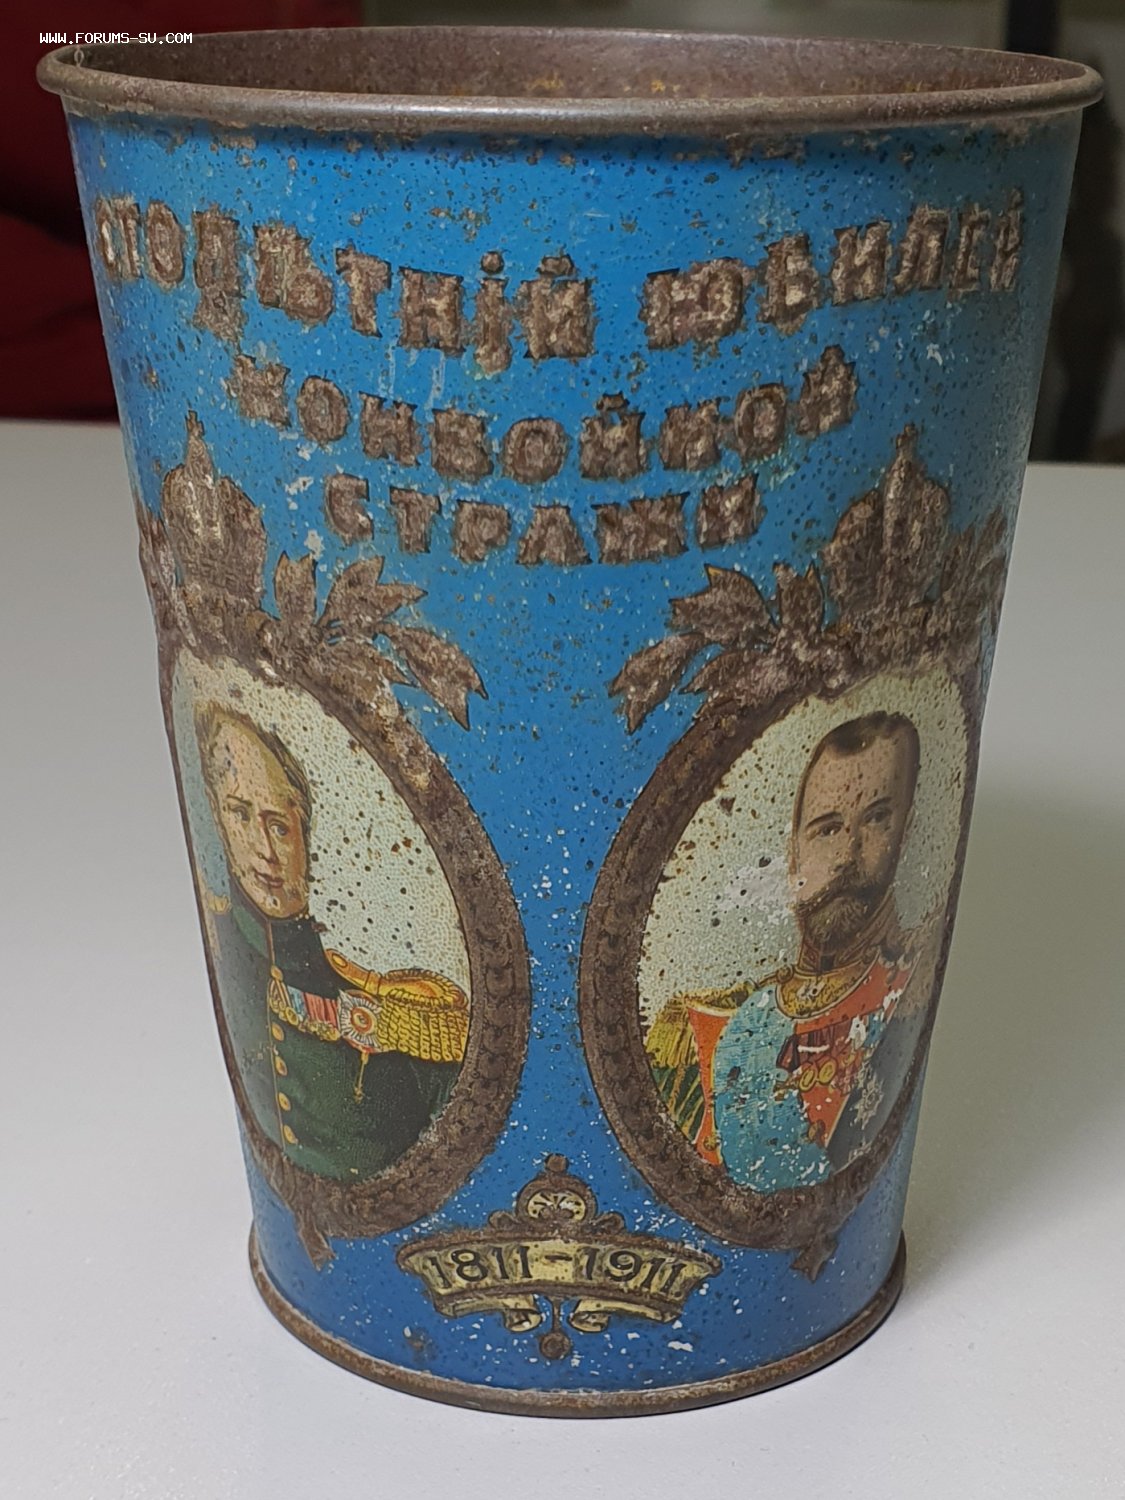 WWW.FORUMS-SU.COM
СТОЛѢТНІЙ ЮБИЛЕЙ
КОНВОЙНОЙ
СТРАЖИ
1811-1911